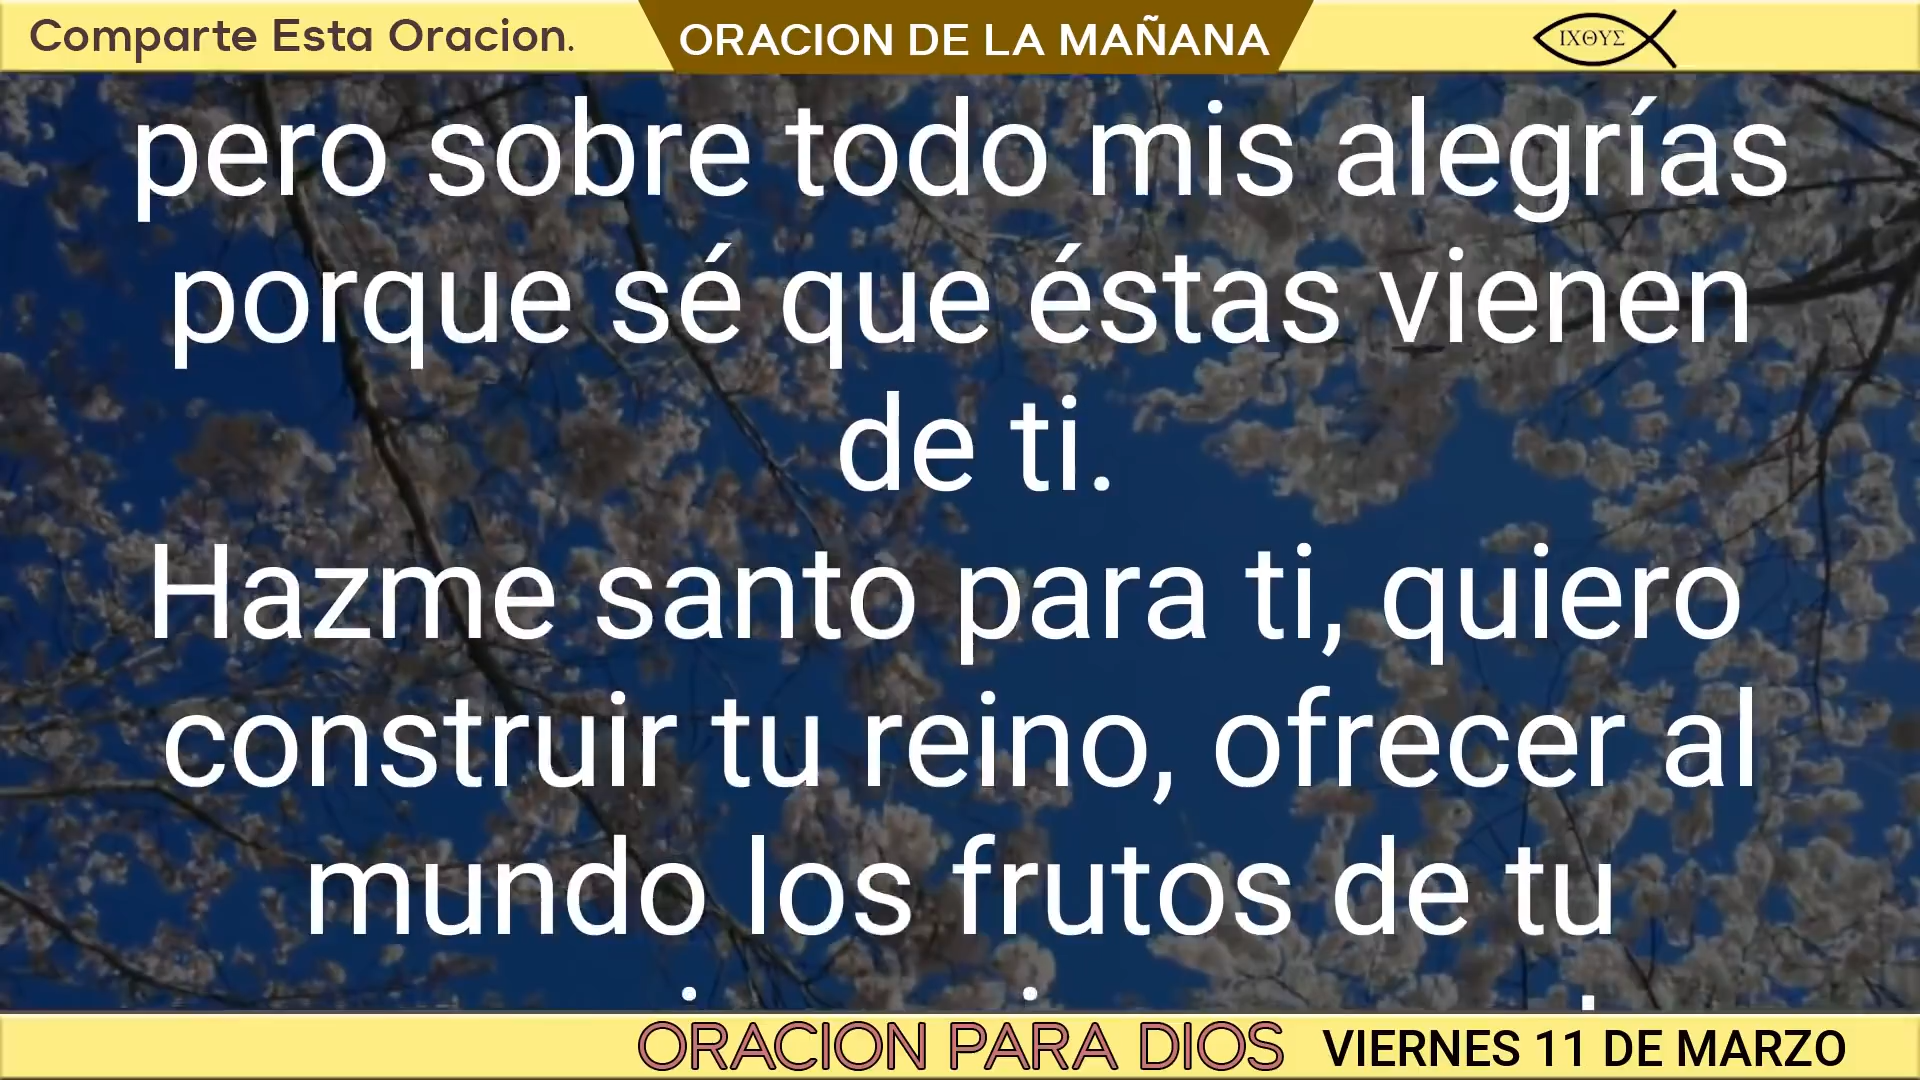 Comparte Esta Oracion.
ORACION DE LA MAÑANA
ΙΧΘΥΣ
pero sobre todo mis alegrías
porque sé que éstas vienen
de ti.
Hazme santo para ti, quiero
construir tu reino, ofrecer al
mundo los frutos de tu
ORACION PARA DIOS
VIERNES 11 DE MARZO